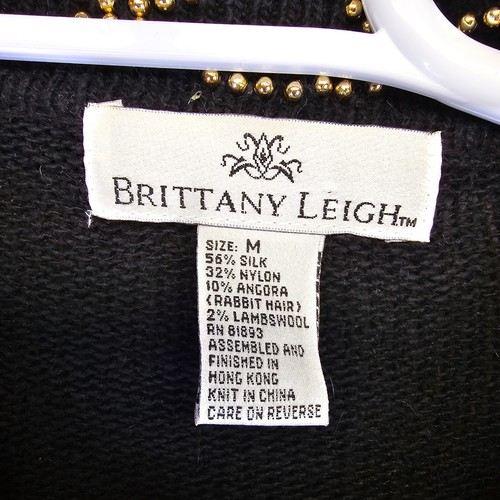 BRITTANY LEIGH™
SIZE: M
56% SILK
32% NYLON
10% ANGORA
(RABBIT HAIR)
2% LAMBSWOOL
RN 81893
ASSEMBLED AND
FINISHED IN
HONG KONG
KNIT IN CHINA
CARE ON REVERSE